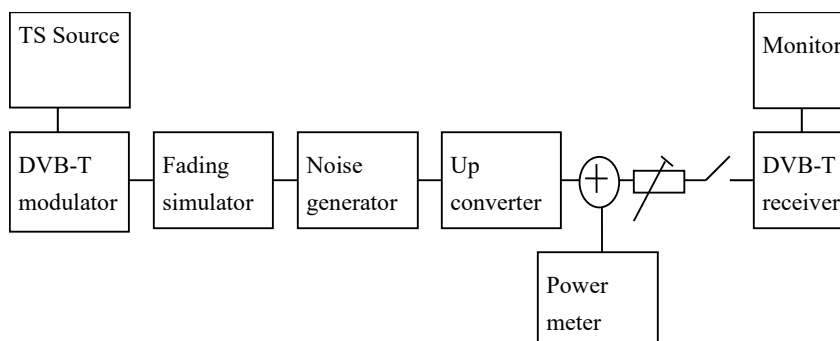 TS Source
Monitor
DVB-T
modulator
Fading
simulator
Noise
generator
Up
converter
+
DVB-T
receiver
Power
meter